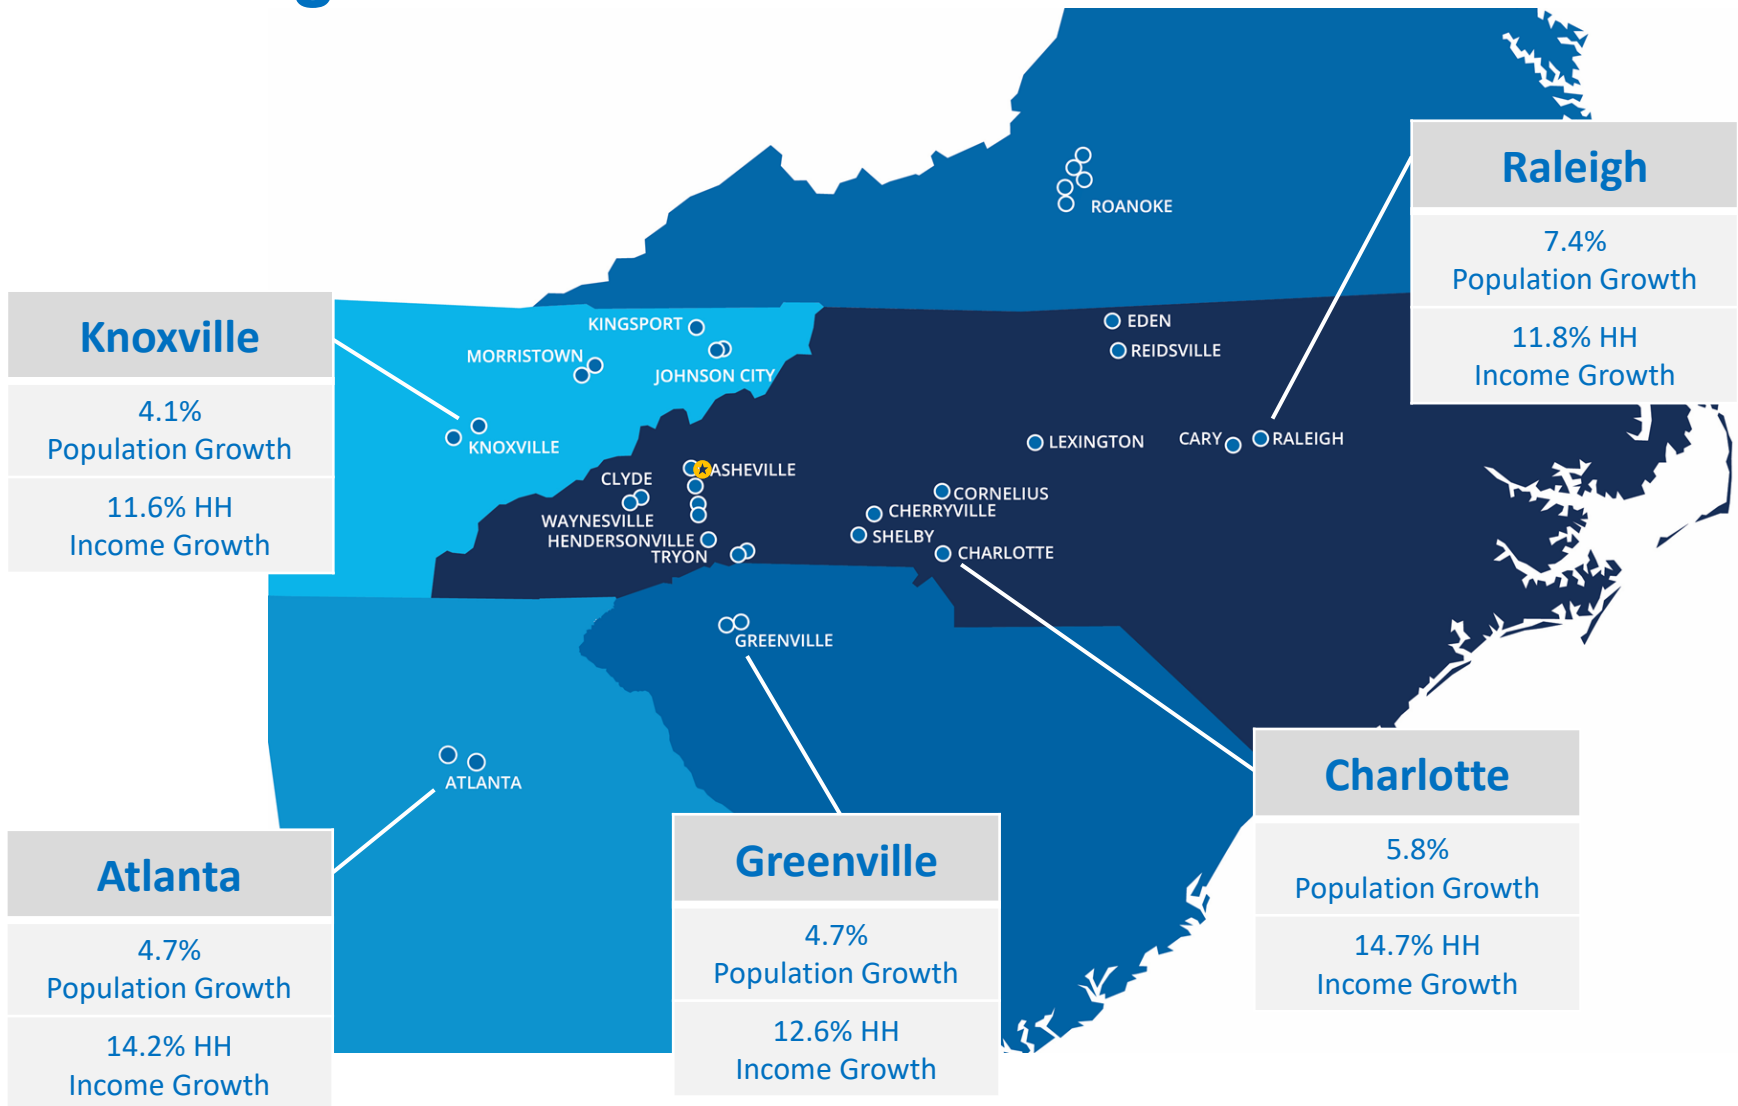 ROANOKE
Raleigh
7.4%
Population Growth
11.8% HH
Income Growth
Knoxville
4.1%
Population Growth
11.6% HH
Income Growth
KINGSPORT
MORRISTOWN
JOHNSON CITY
KNOXVILLE
EDEN
REIDSVILLE
LEXINGTON
CARY
RALEIGH
ASHEVILLE
CLYDE
WAYNESVILLE
HENDERSONVILLE
TRYON
CORNELIUS
CHERRYVILLE
SHELBY
CHARLOTTE
GREENVILLE
ATLANTA
Charlotte
5.8%
Population Growth
14.7% HH
Income Growth
Atlanta
4.7%
Population Growth
14.2% HH
Income Growth
Greenville
4.7%
Population Growth
12.6% HH
Income Growth